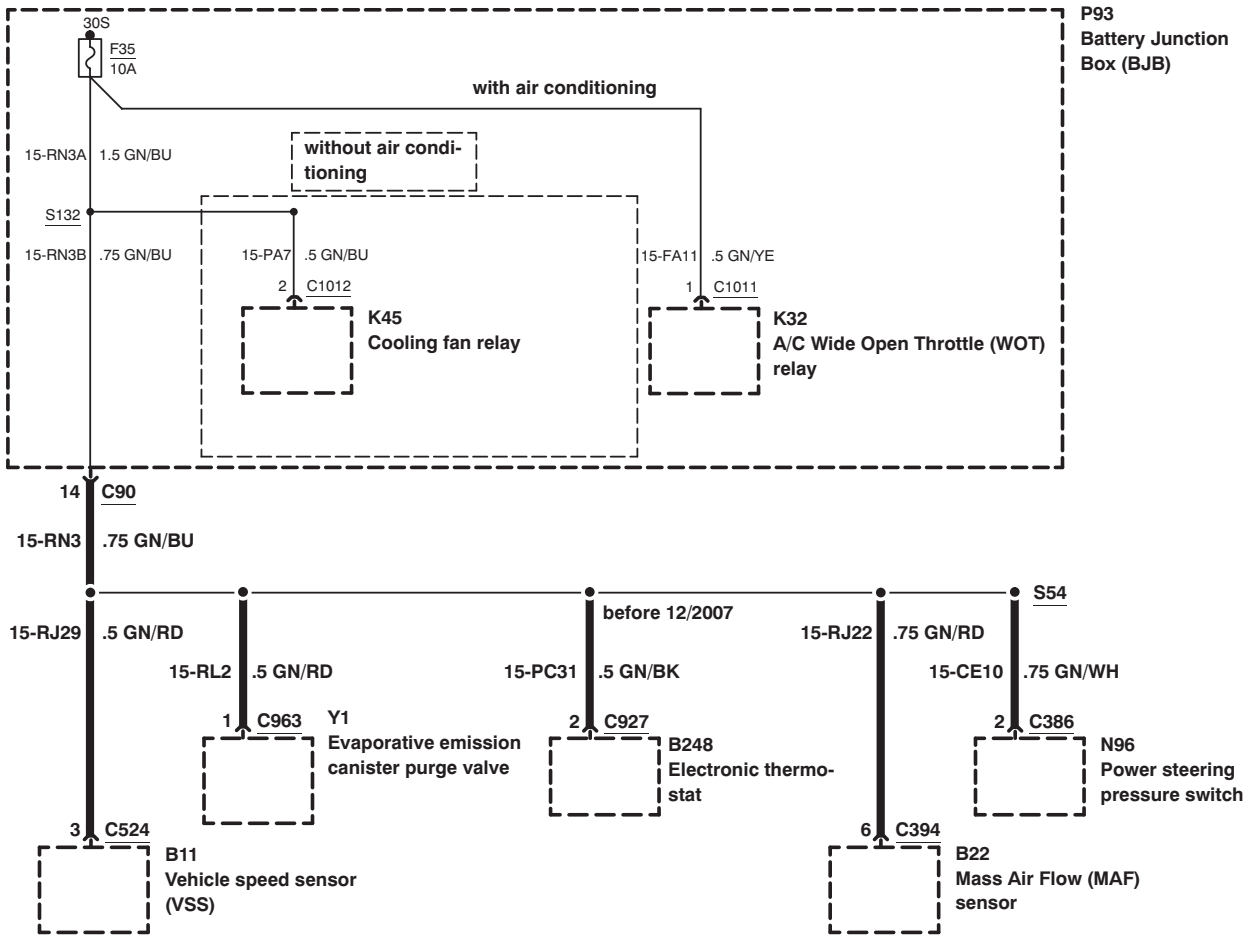 30S
F35
10A
P93
Battery Junction
Box (BJB)
with air conditioning
without air condi-
tioning
15-RN3A 1.5 GN/BU
S132
15-RN3B .75 GN/BU
15-PA7 .5 GN/BU
15-FA11 .5 GN/YE
2 C1012
1 C1011
K45
Cooling fan relay
K32
A/C Wide Open Throttle (WOT)
relay
14 C90
15-RN3 .75 GN/BU
S54
before 12/2007
15-RJ29 .5 GN/RD
15-RJ22 .75 GN/RD
15-RL2 .5 GN/RD
15-PC31 .5 GN/BK
15-CE10 .75 GN/WH
1 C963
Y1
Evaporative emission
canister purge valve
2 C927
B248
Electronic thermo-
stat
2 C386
N96
Power steering
pressure switch
3 C524
B11
Vehicle speed sensor
(VSS)
6 C394
B22
Mass Air Flow (MAF)
sensor